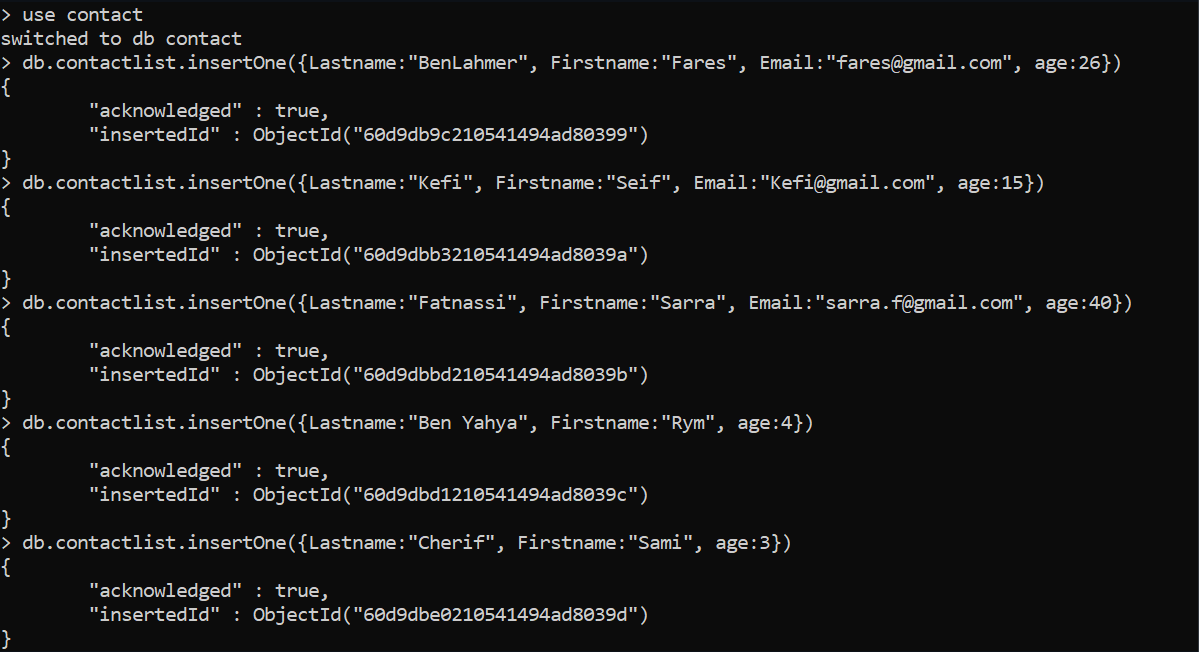 > use contact
switched to db contact
> db.contactlist.insertOne({Lastname:"BenLahmer", Firstname:"Fares", Email:"fares@gmail.com", age:26})
{
        "acknowledged" : true,
        "insertedId" : ObjectId("60d9db9c210541494ad80399")
}
> db.contactlist.insertOne({Lastname:"Kefi", Firstname:"Seif", Email:"Kefi@gmail.com", age:15})
{
        "acknowledged" : true,
        "insertedId" : ObjectId("60d9dbb3210541494ad8039a")
}
> db.contactlist.insertOne({Lastname:"Fatnassi", Firstname:"Sarra", Email:"sarra.f@gmail.com", age:40})
{
        "acknowledged" : true,
        "insertedId" : ObjectId("60d9dbbd210541494ad8039b")
}
> db.contactlist.insertOne({Lastname:"Ben Yahya", Firstname:"Rym", age:4})
{
        "acknowledged" : true,
        "insertedId" : ObjectId("60d9dbd1210541494ad8039c")
}
> db.contactlist.insertOne({Lastname:"Cherif", Firstname:"Sami", age:3})
{
        "acknowledged" : true,
        "insertedId" : ObjectId("60d9dbe0210541494ad8039d")
}